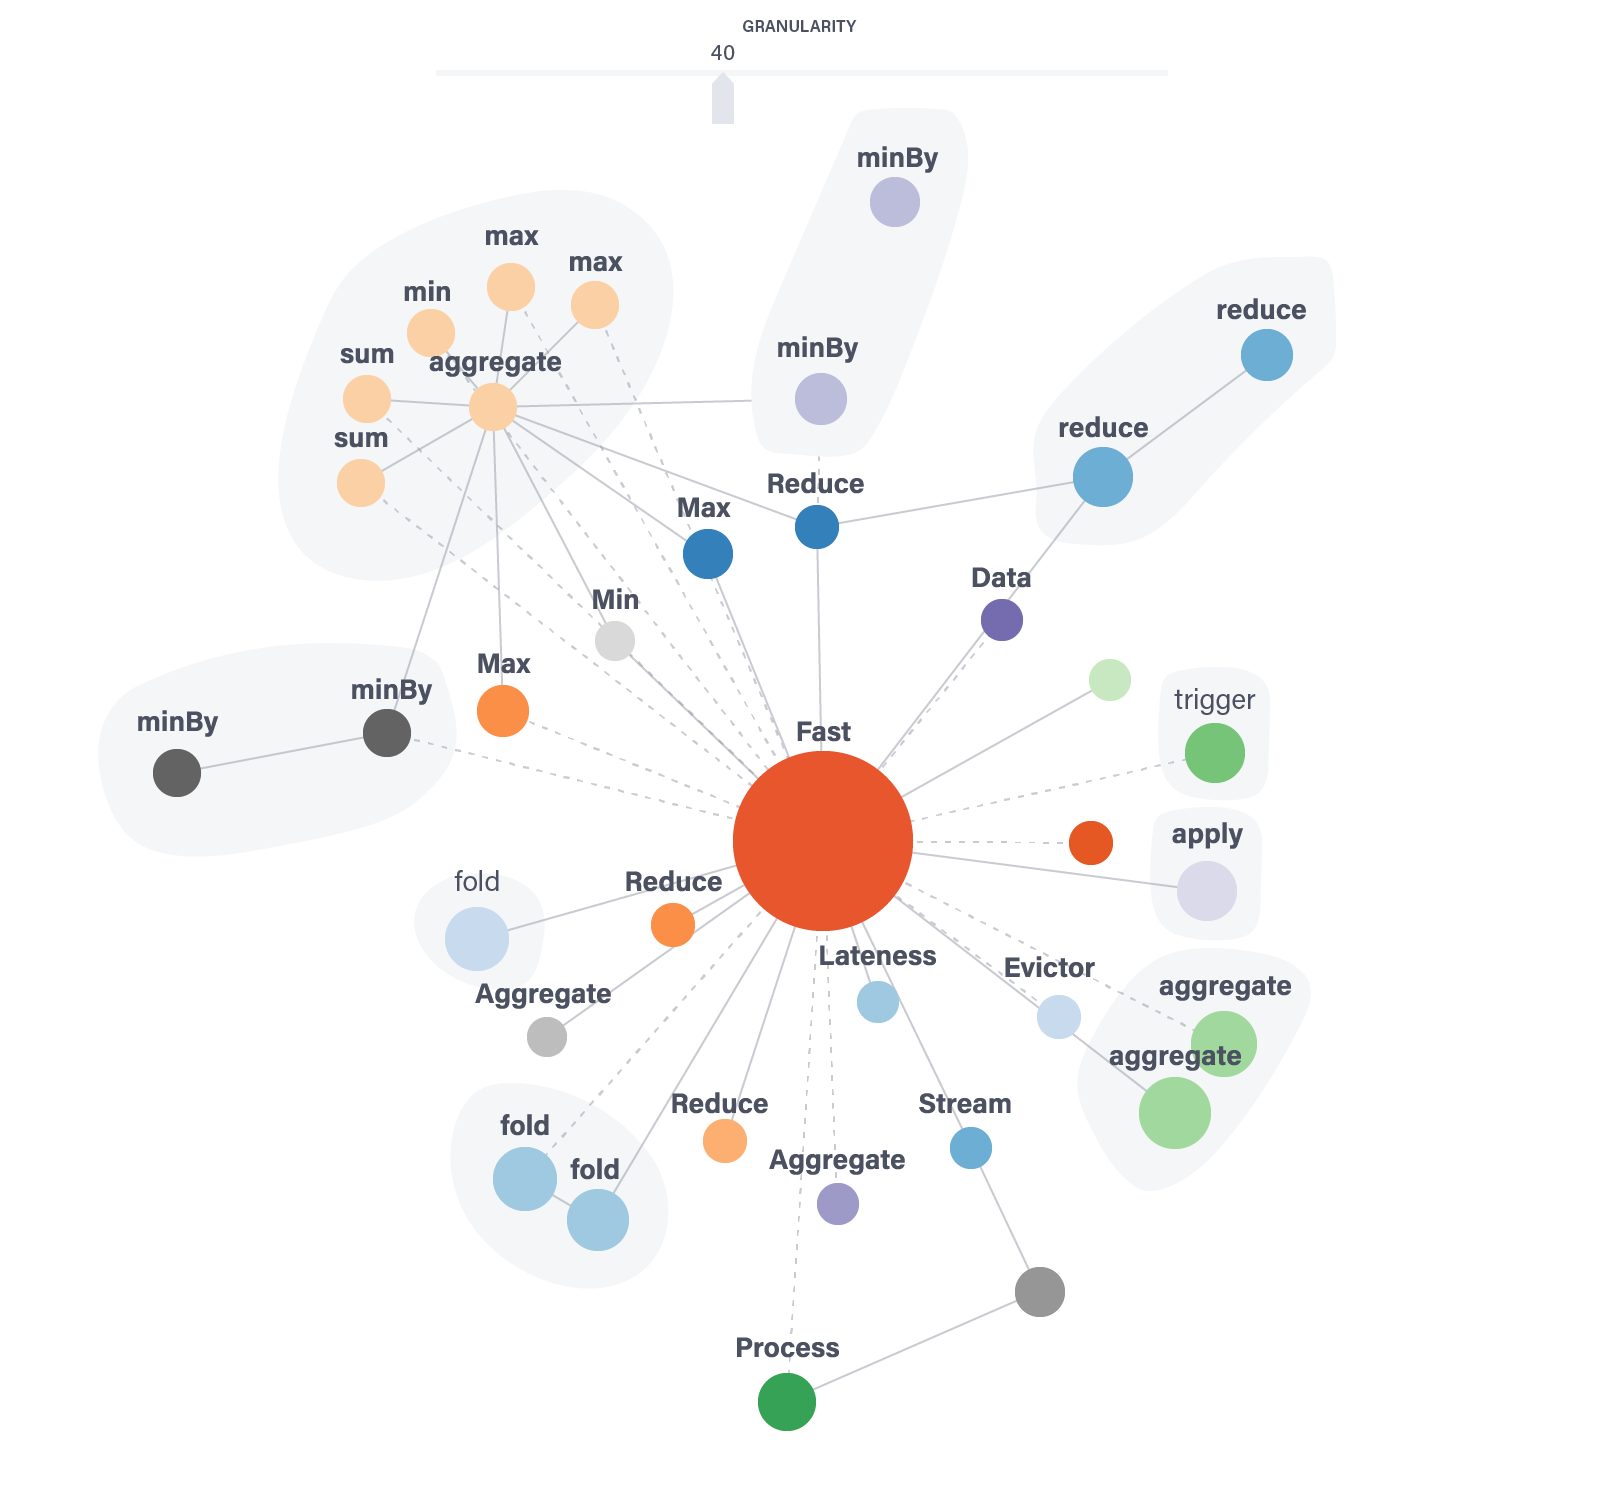 GRANULARITY
40
minBy
max
max
min
reduce
minBy
sum
aggregate
reduce
sum
Reduce
Max
Data
Min
Max
minBy
trigger
minBy
Fast
apply
fold
Reduce
Lateness
Evictor
aggregate
Aggregate
aggregate
Reduce
Stream
fold
Aggregate
fold
Process